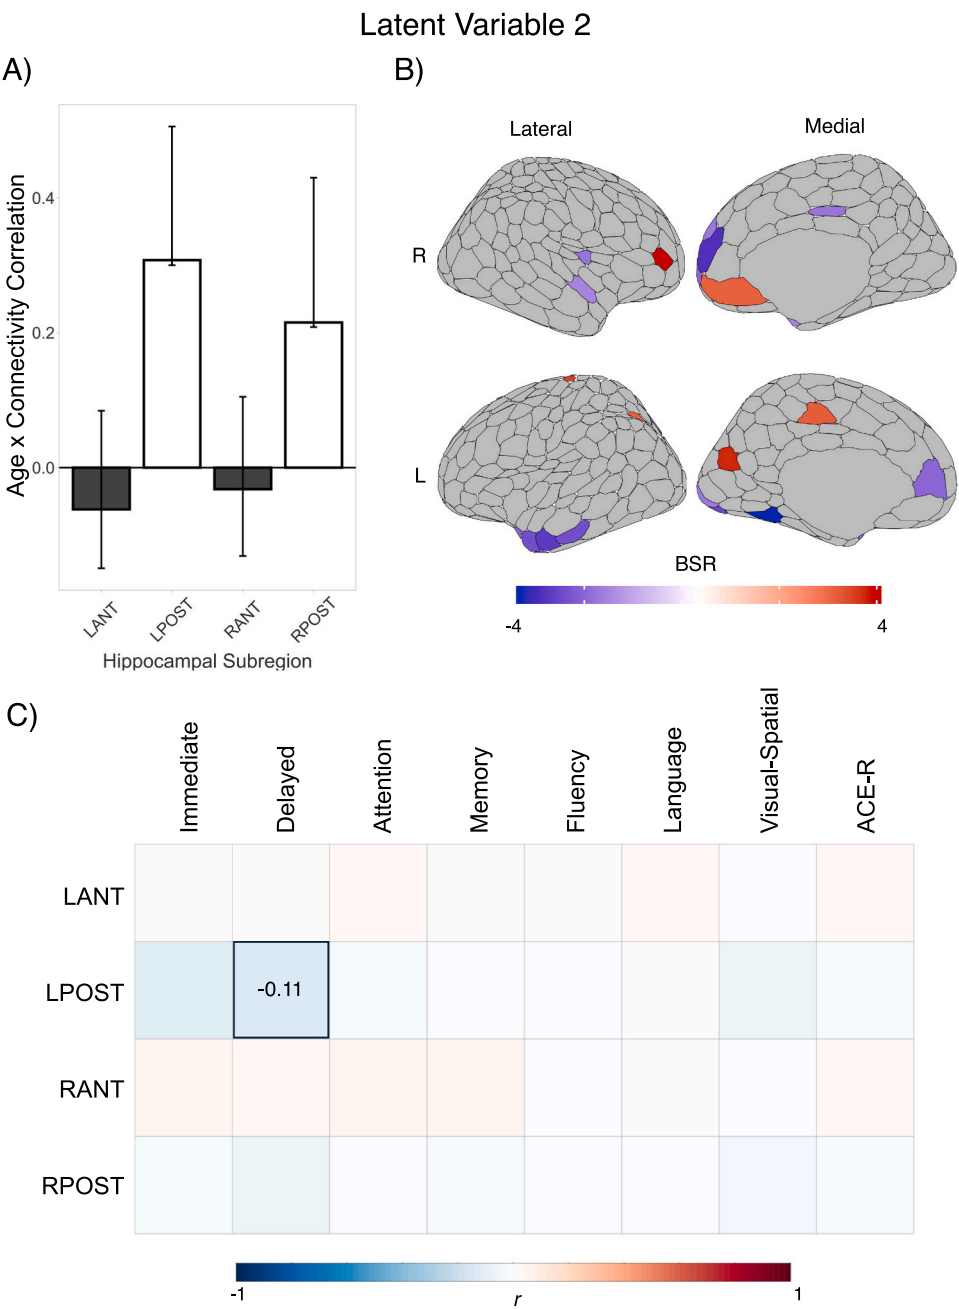 Latent Variable 2
A)
B)
Age x Connectivity Correlation
0.4
0.2
0.0
LANT
LPOST
RANT
RPOST
Hippocampal Subregion
Lateral
Medial
R
L
BSR
-4
4
C)
Immediate
Delayed
Attention
Memory
Fluency
Language
Visual-Spatial
ACE-R
LANT
LPOST
-0.11
RANT
RPOST
-1
r
1